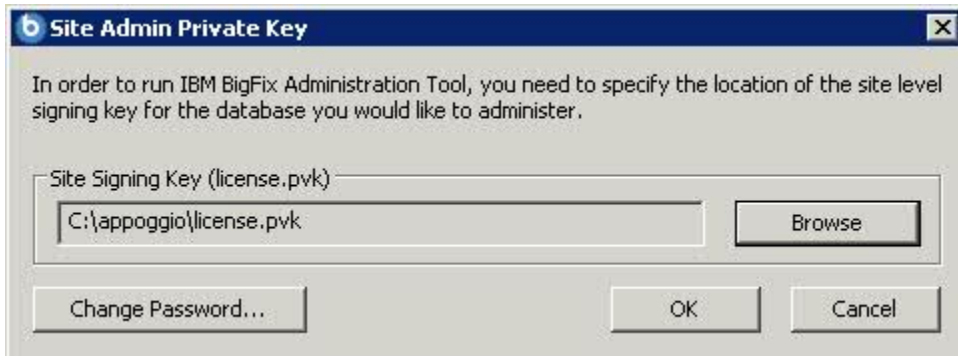 b Site Admin Private Key
In order to run IBM BigFix Administration Tool, you need to specify the location of the site level
signing key for the database you would like to administer.
Site Signing Key (license.pvk)
C:\appoggio\license.pvk
Browse
Change Password...
OK
Cancel